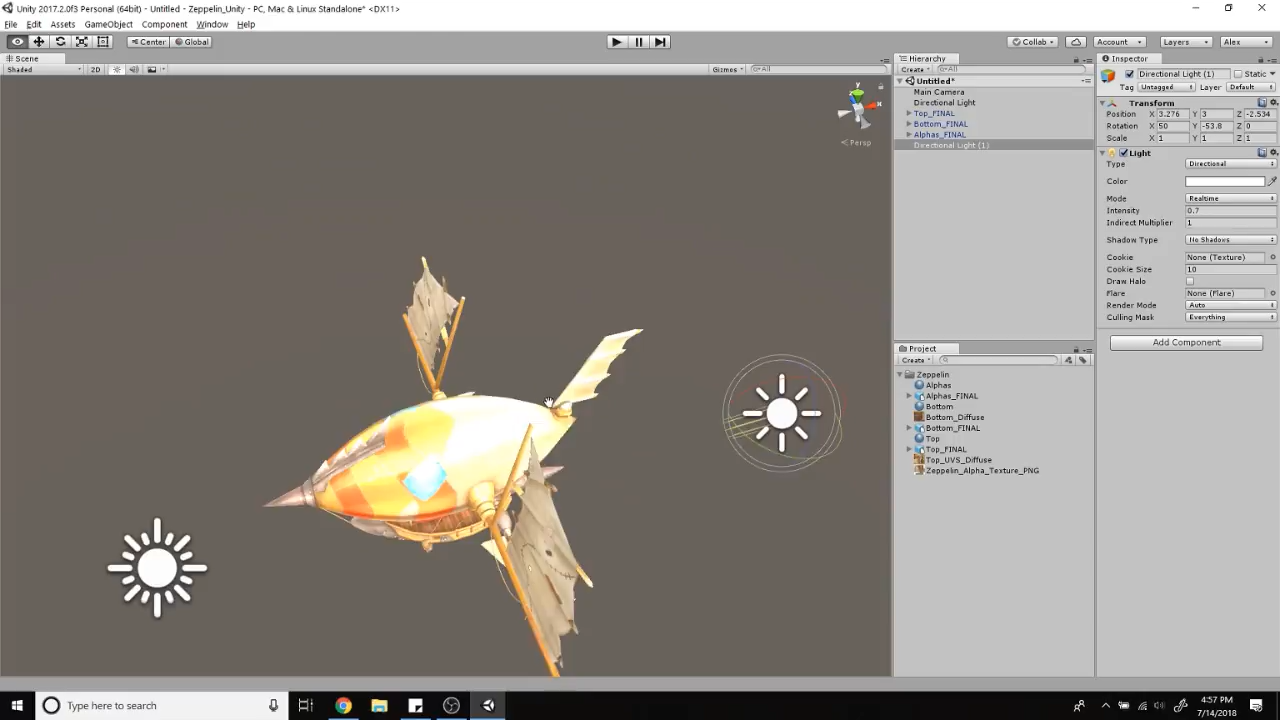 Unity 2017.2.0f3 Personal (64bit) - Untitled - Zeppelin_Unity - PC, Mac & Linux Standalone* <DX11>
File Edit Assets GameObject Component Window Help
Center Global Collab Account Layers Alex
Scene
Shaded 2D Gizmos All
y
x
Persp
Hierarchy
Create All
Untitled*
Main Camera
Directional Light
Top_FINAL
Bottom_FINAL
Alphas_FINAL
Directional Light (1)
Project
Create
Zeppelin
Alphas
Alphas_FINAL
Bottom
Bottom_Diffuse
Bottom_FINAL
Top
Top_FINAL
Top_UVS_Diffuse
Zeppelin_Alpha_Texture_PNG
Inspector
Directional Light (1) Static
Tag Untagged Layer Default
Transform
Position X 3.276 Y 3 Z -2.534
Rotation X 50 Y -53.8 Z 0
Scale X 1 Y 1 Z 1
Light
Type Directional
Color
Mode Realtime
Intensity 0.7
Indirect Multiplier 1
Shadow Type No Shadows
Cookie None (Texture)
Cookie Size 10
Draw Halo
Flare None (Flare)
Render Mode Auto
Culling Mask Everything
Add Component
Type here to search
4:57 PM
7/14/2018